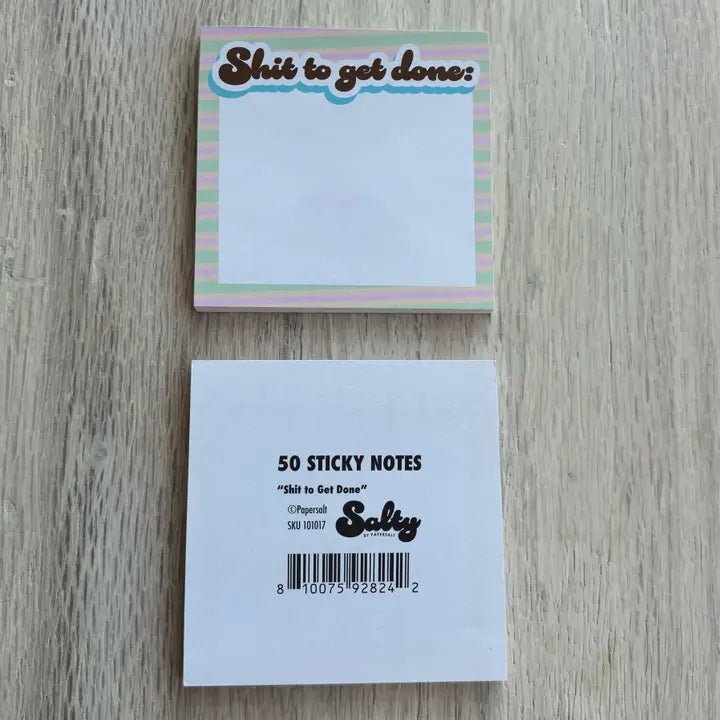 Shit to get done:
50 STICKY NOTES
“Shit to Get Done”
©Papersalt
SKU 101017
Salty
BY PAPERSALT
8 10075 92824 2